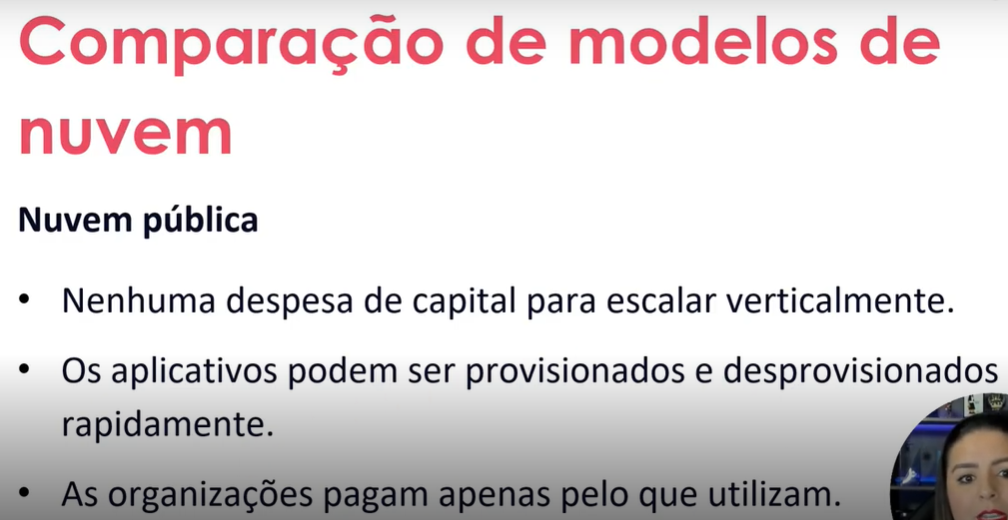 Comparação de modelos de
nuvem
Nuvem pública
• Nenhuma despesa de capital para escalar verticalmente.
• Os aplicativos podem ser provisionados e desprovisionados
rapidamente.
• As organizações pagam apenas pelo que utilizam.